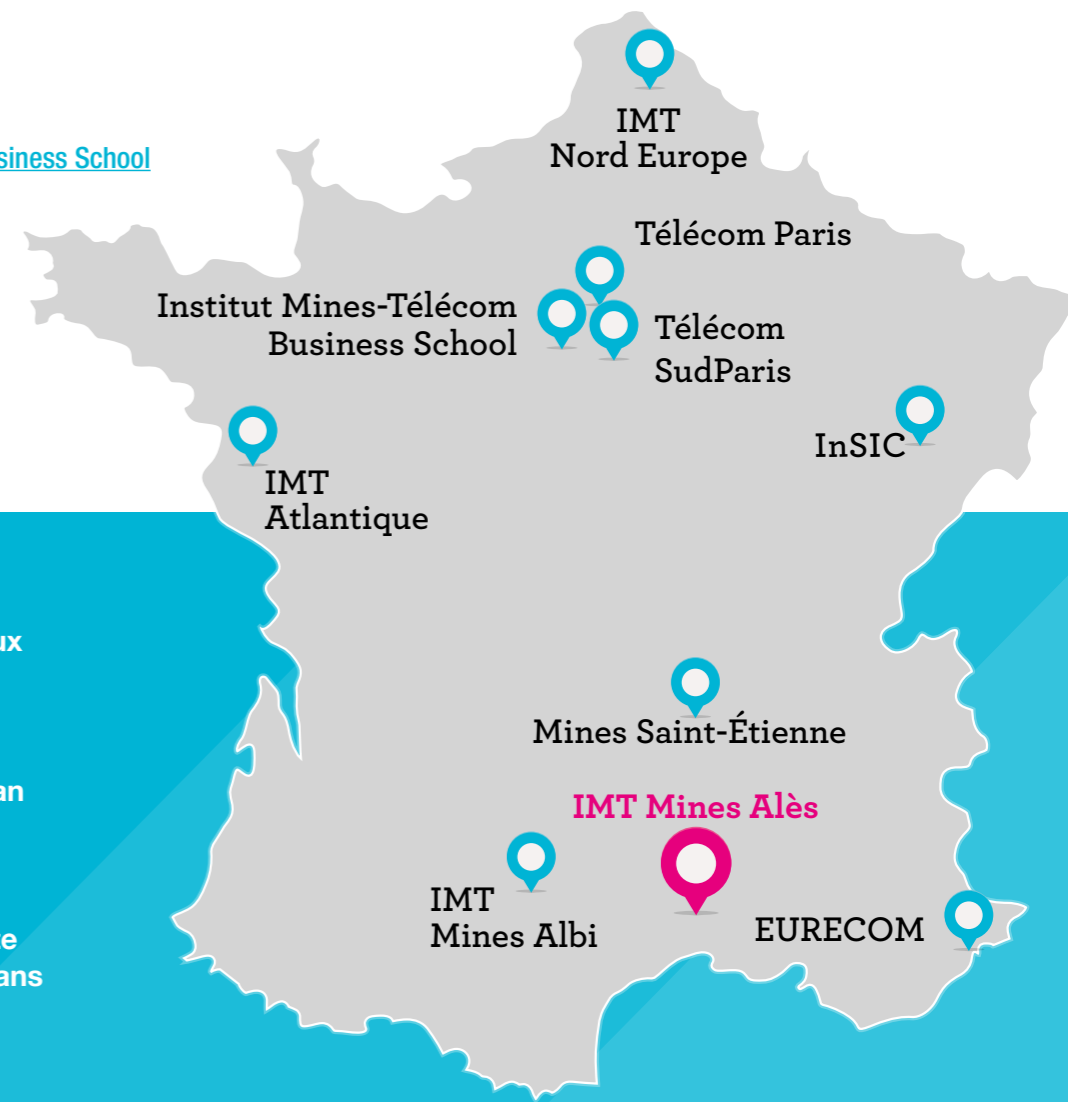 siness School
IMT
Nord Europe
Télécom Paris
Institut Mines-Télécom
Business School
Télécom
SudParis
InSIC
IMT
Atlantique
ux
Mines Saint-Étienne
an
IMT Mines Alès
IMT
Mines Albi
EURECOM
ans